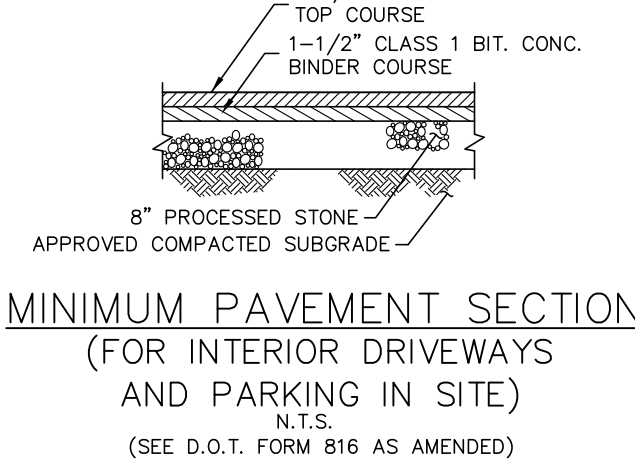 TOP COURSE
1-1/2" CLASS 1 BIT. CONC.
BINDER COURSE
8" PROCESSED STONE
APPROVED COMPACTED SUBGRADE
MINIMUM PAVEMENT SECTION
(FOR INTERIOR DRIVEWAYS
AND PARKING IN SITE)
N.T.S.
(SEE D.O.T. FORM 816 AS AMENDED)